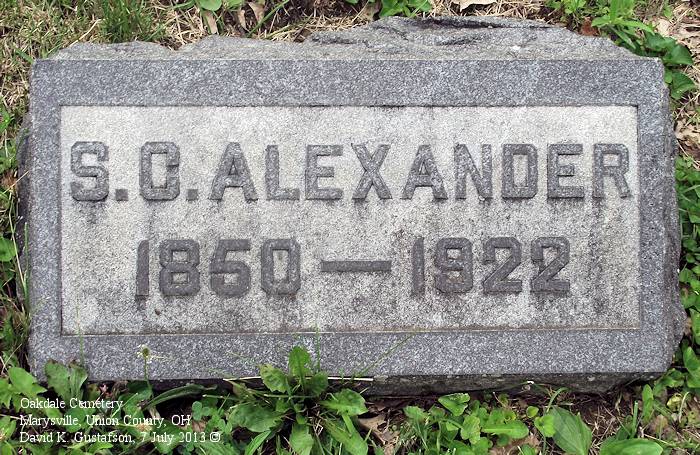 S.C. ALEXANDER
1850 — 1922
Oakdale Cemetery
Marysville, Union County, OH
David K. Gustafson, 7 July 2013 ©